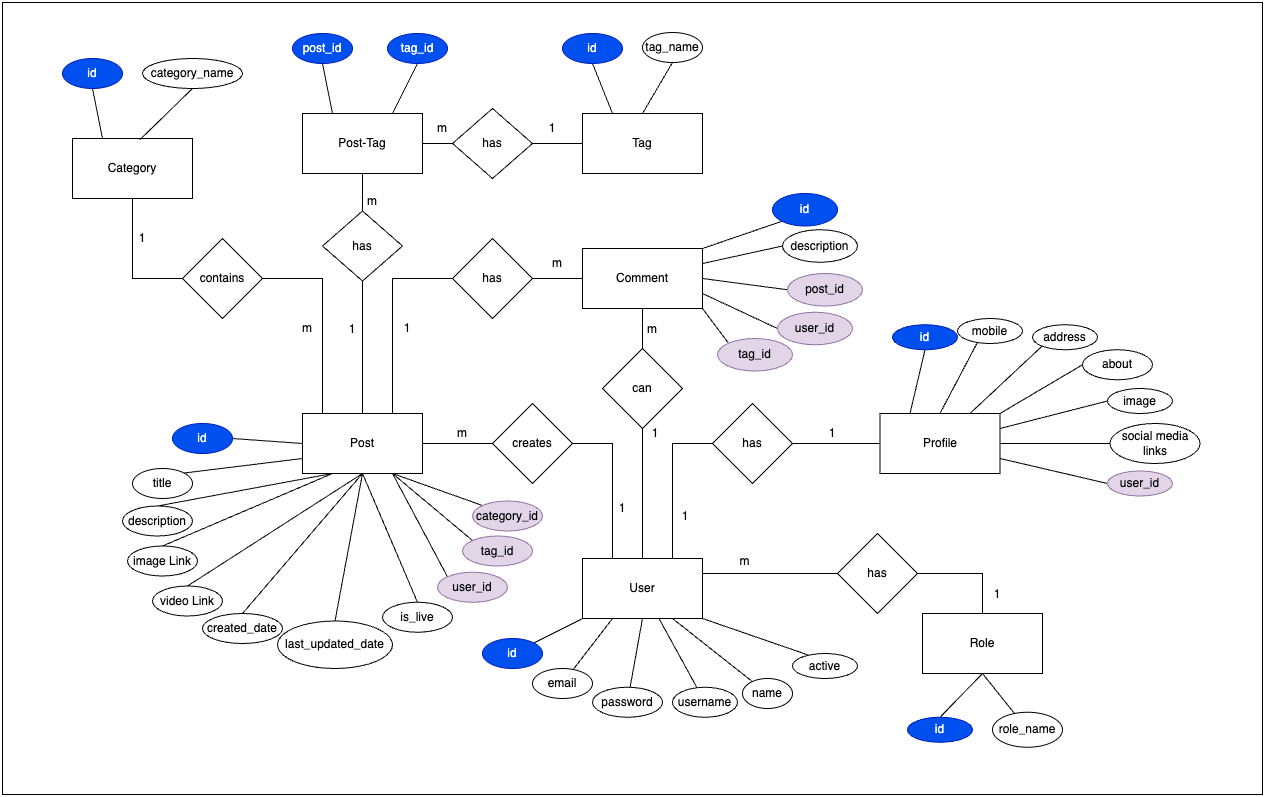 post_id
tag_id
id
tag_name
id
category_name
Post-Tag
m
has
1
Tag
Category
m
id
1
has
description
contains
has
m
Comment
post_id
m
1
1
m
user_id
tag_id
can
id
mobile
address
about
image
id
Post
m
creates
1
has
1
Profile
social media
links
user_id
title
description
image Link
video Link
created_date
last_updated_date
is_live
category_id
tag_id
user_id
1
1
User
m
has
1
id
email
password
username
name
active
Role
id
role_name